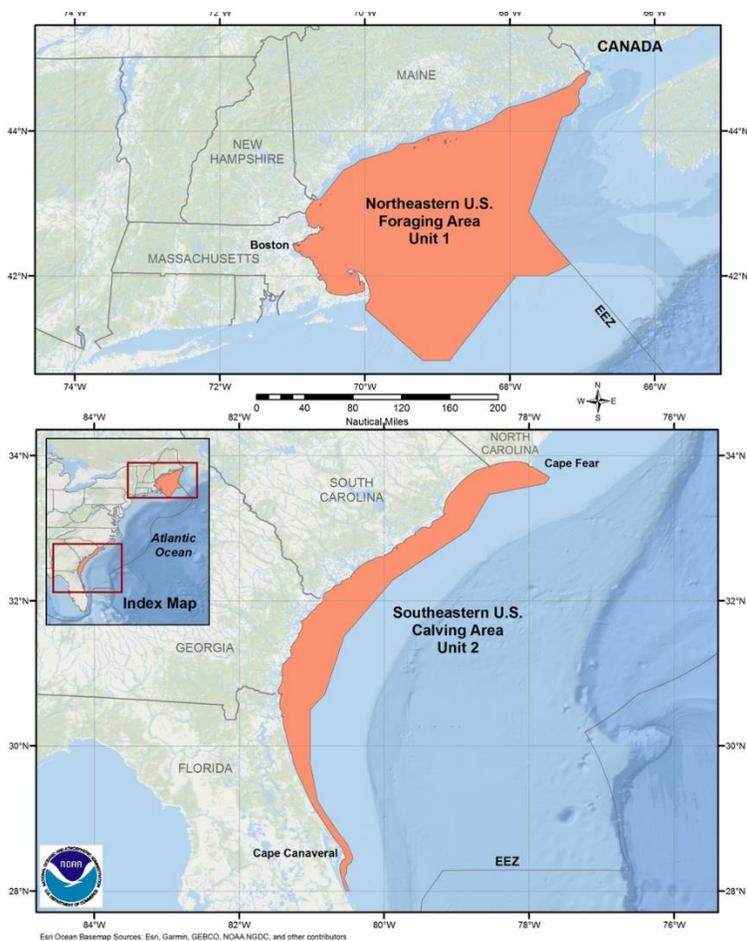 74°W
72°W
70°W
68°W
66°W
CANADA
MAINE
44°N
44°N
NEW
HAMPSHIRE
Northeastern U.S.
Foraging Area
Unit 1
Boston
MASSACHUSETTS
42°N
42°N
EEZ
74°W
72°W
70°W
68°W
66°W
0 40 80 120 160 200
Nautical Miles
N
W E
S
84°W
82°W
80°W
78°W
76°W
34°N
34°N
NORTH
CAROLINA
Cape Fear
SOUTH
CAROLINA
Atlantic
Ocean
Index Map
32°N
32°N
Southeastern U.S.
Calving Area
Unit 2
GEORGIA
30°N
30°N
FLORIDA
Cape Canaveral
EEZ
NOAA
28°N
28°N
84°W
82°W
80°W
78°W
76°W
Esri Ocean Basemap Sources: Esri, Garmin, GEBCO, NOAA NGDC, and other contributors